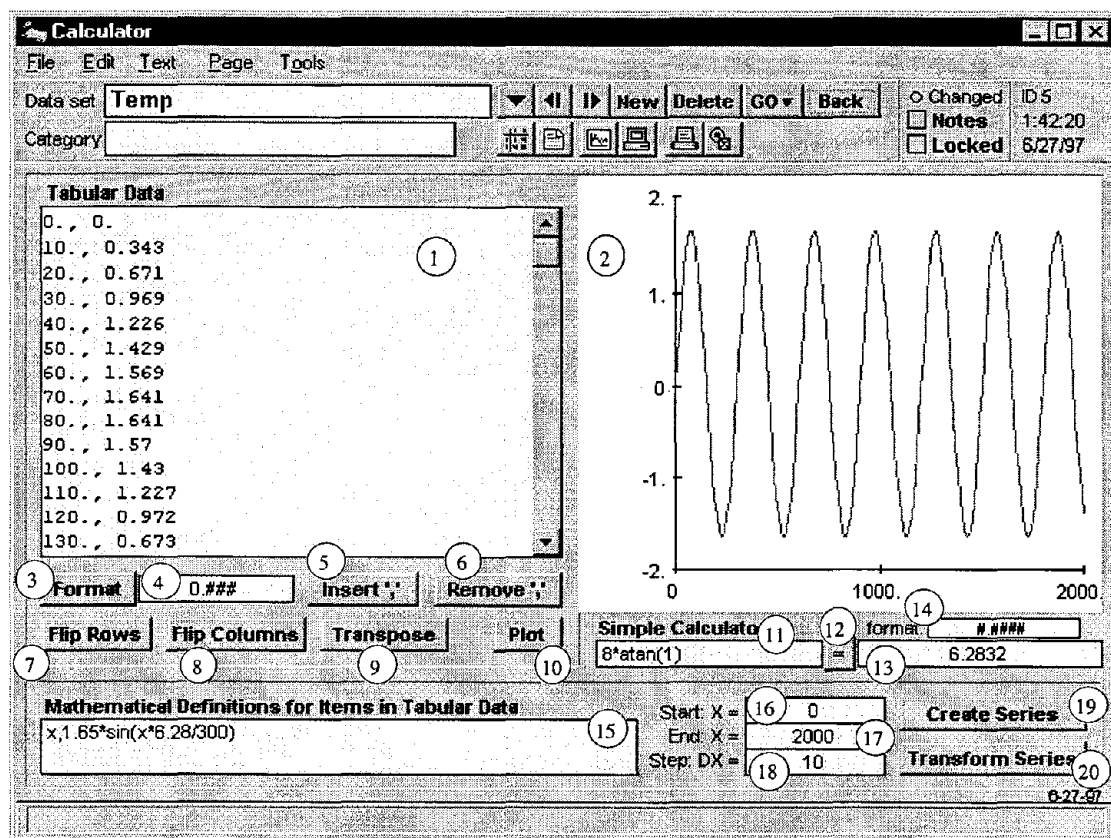 Calculator
File Edit Text Page Tools
Data set Temp New Delete GO Back Changed ID 5
Notes 1:42:20
Category Locked 6/27/97
Tabular Data
0., 0.
10., 0.343
20., 0.671
30., 0.969
40., 1.226
50., 1.429
60., 1.569
70., 1.641
80., 1.641
90., 1.57
100., 1.43
110., 1.227
120., 0.972
130., 0.673
1
2
2.
1.
0.
-1.
-2.
0 1000. 2000.
3 4 5 6
Format 0.### Insert ',' Remove ','
Flip Rows Flip Columns Transpose Plot
7 8 9 10
Simple Calculato 11 12 format: #.#### 14
8*atan(1) = 13 6.2832
Mathematical Definitions for Items in Tabular Data
x,1.65*sin(x*6.28/300) 15
Start: X = 16 0
End: X = 2000 17
Step: DX = 18 10
Create Series 19
Transform Series 20
6-27-97